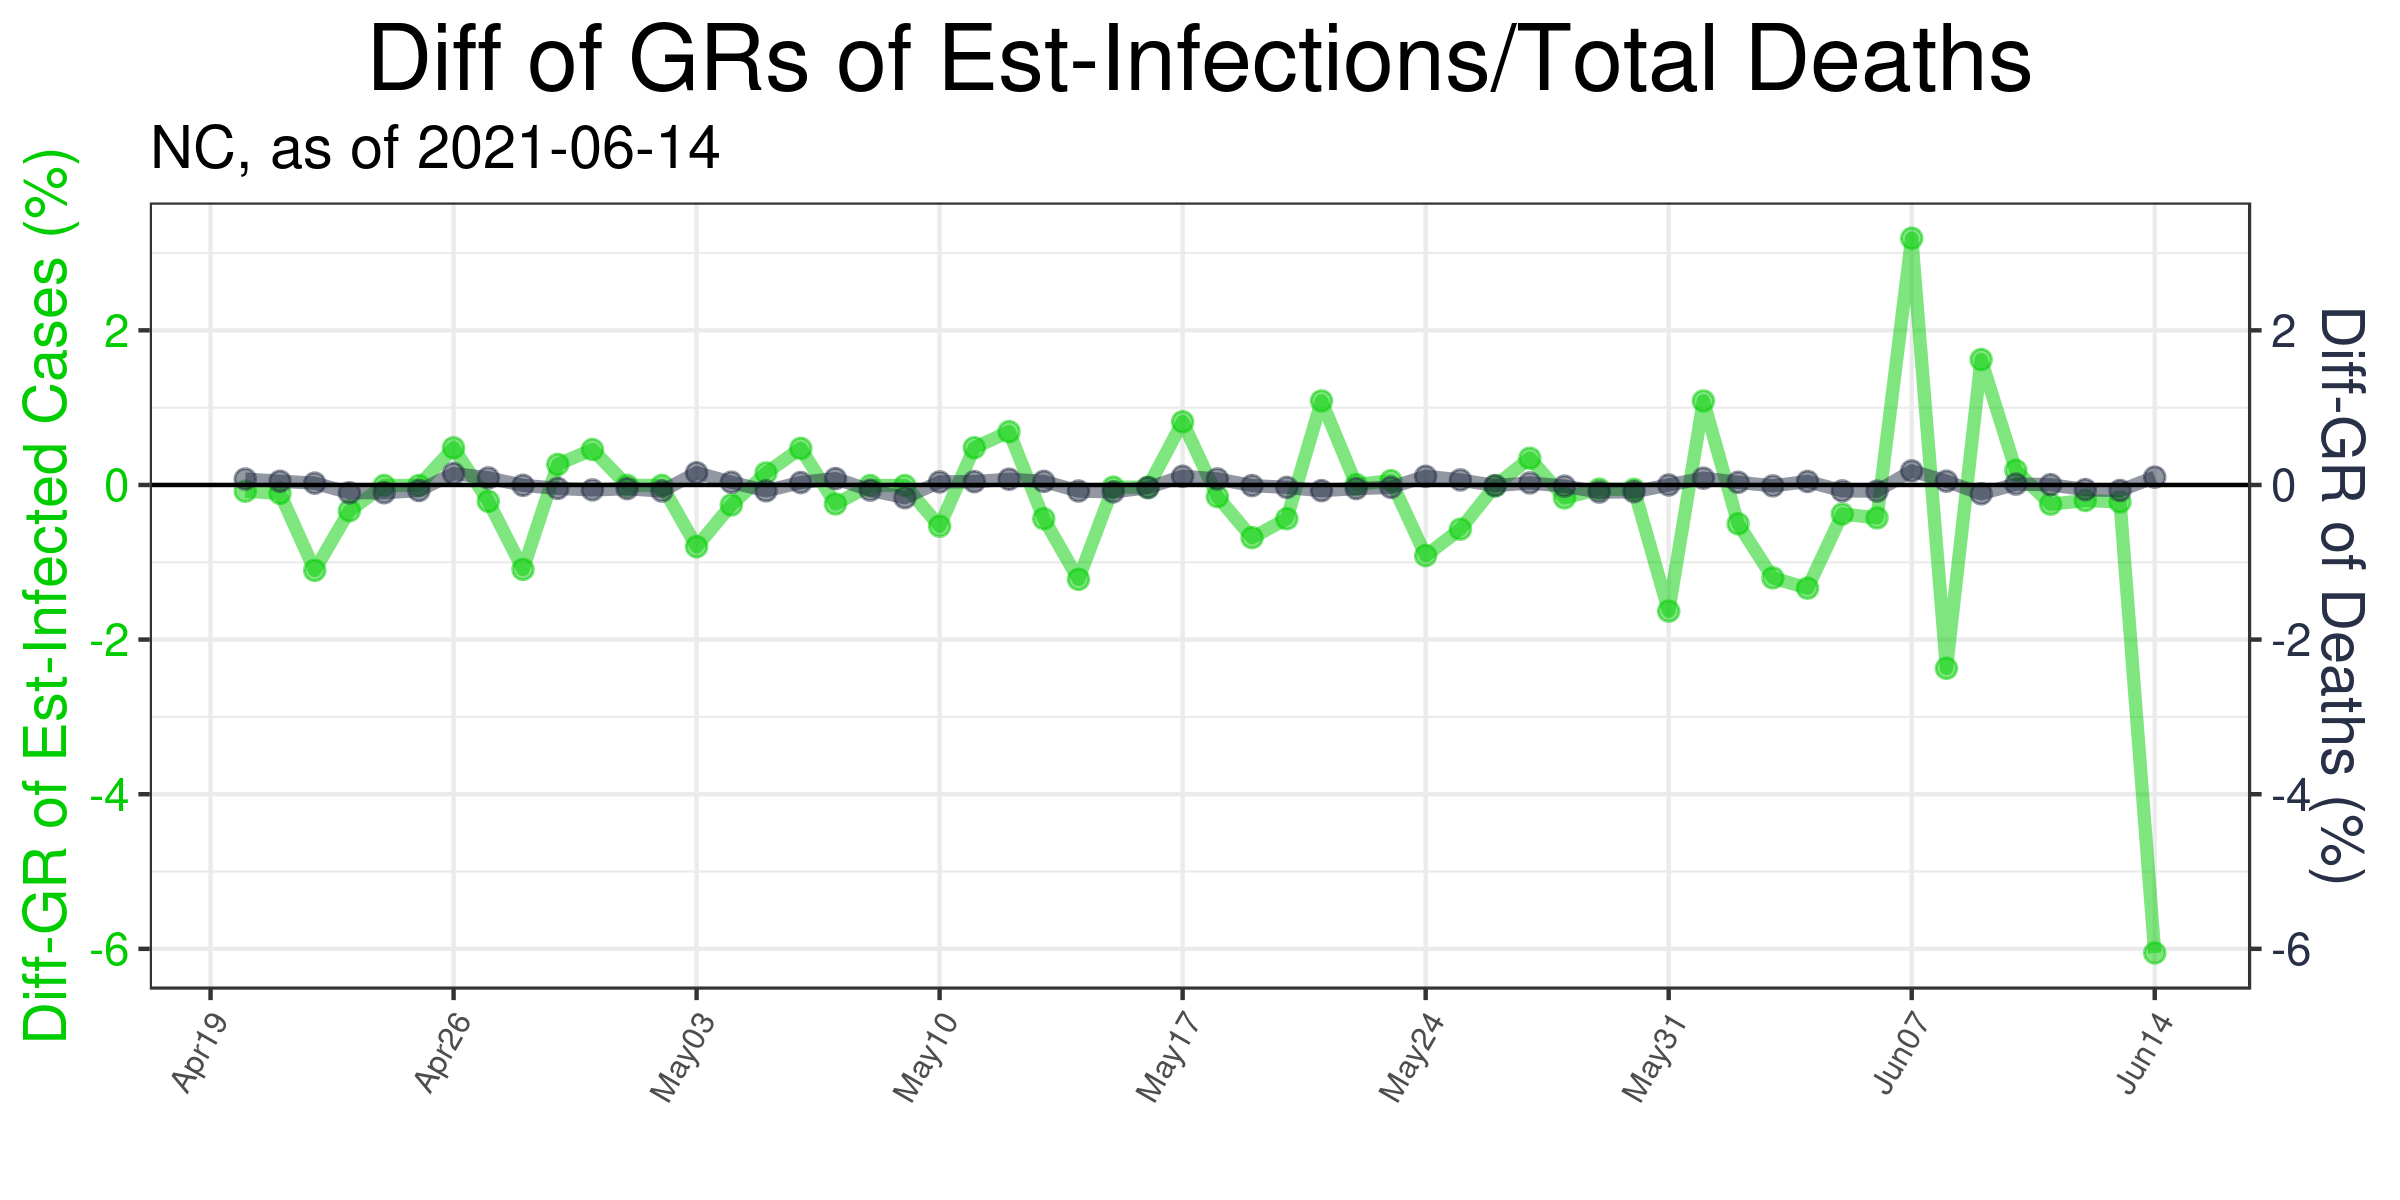 Diff of GRs of Est-Infections/Total Deaths
NC, as of 2021-06-14
Diff-GR of Est-Infected Cases (%)
2
0
-2
-4
-6
2
0
-2
-4
-6
Diff-GR of Deaths (%)
Apr19
Apr26
May03
May10
May17
May24
May31
Jun07
Jun14